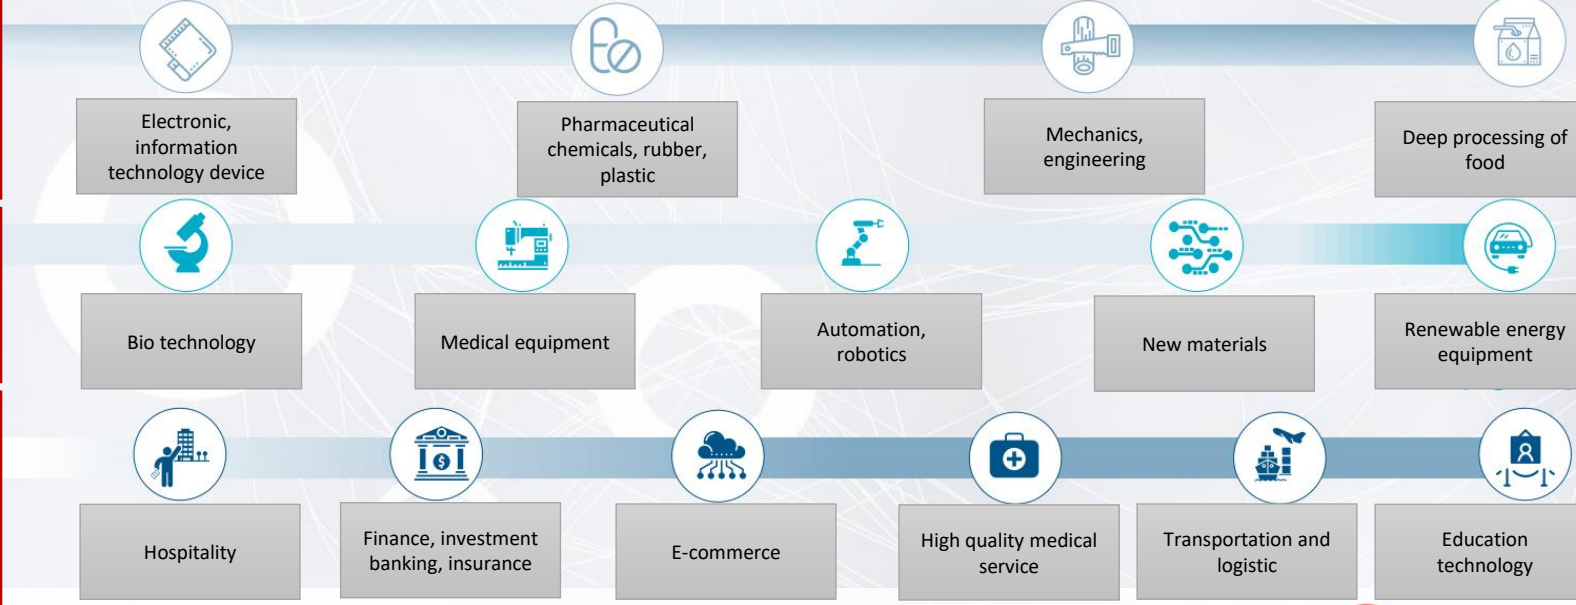 Electronic,
information
technology device
Pharmaceutical
chemicals, rubber,
plastic
Mechanics,
engineering
Deep processing of
food
Bio technology
Medical equipment
Automation,
robotics
New materials
Renewable energy
equipment
Hospitality
Finance, investment
banking, insurance
E-commerce
High quality medical
service
Transportation and
logistic
Education
technology